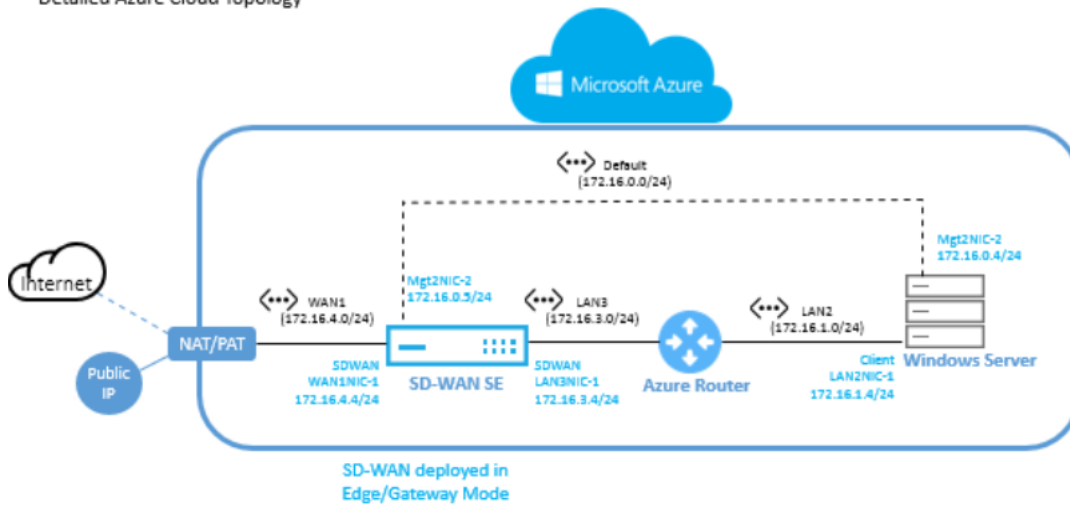 Detailed Azure Cloud Topology
Microsoft Azure
Default
(172.16.0.0/24)
Mgt2NIC-2
172.16.0.4/24
Internet
Mgt2NIC-2
172.16.0.5/24
WAN1
(172.16.4.0/24)
LAN3
(172.16.3.0/24)
LAN2
(172.16.1.0/24)
NAT/PAT
Public
IP
SDWAN
WAN1NIC-1
172.16.4.4/24
SD-WAN SE
SDWAN
LAN3NIC-1
172.16.3.4/24
Azure Router
Client
LAN2NIC-1
172.16.1.4/24
Windows Server
SD-WAN deployed in
Edge/Gateway Mode